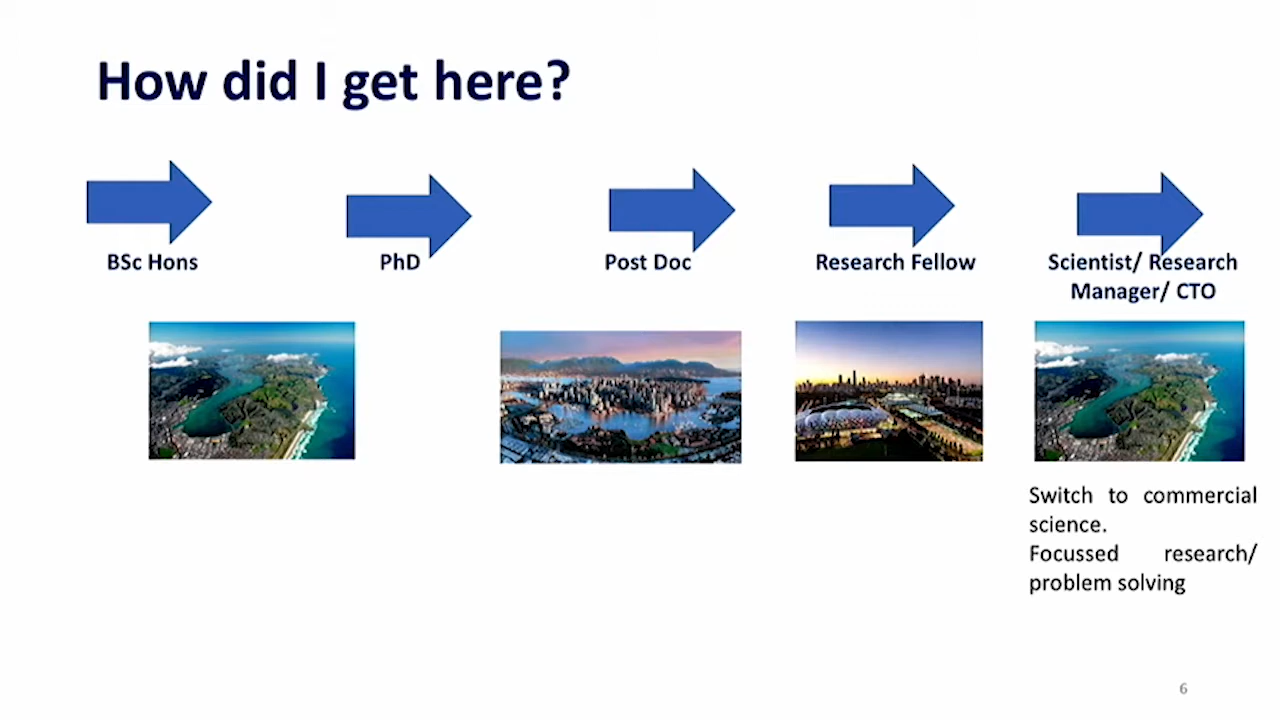 How did I get here?
BSc Hons
PhD
Post Doc
Research Fellow
Scientist/ Research
Manager/ CTO
Switch to commercial
science.
Focussed research/
problem solving
6